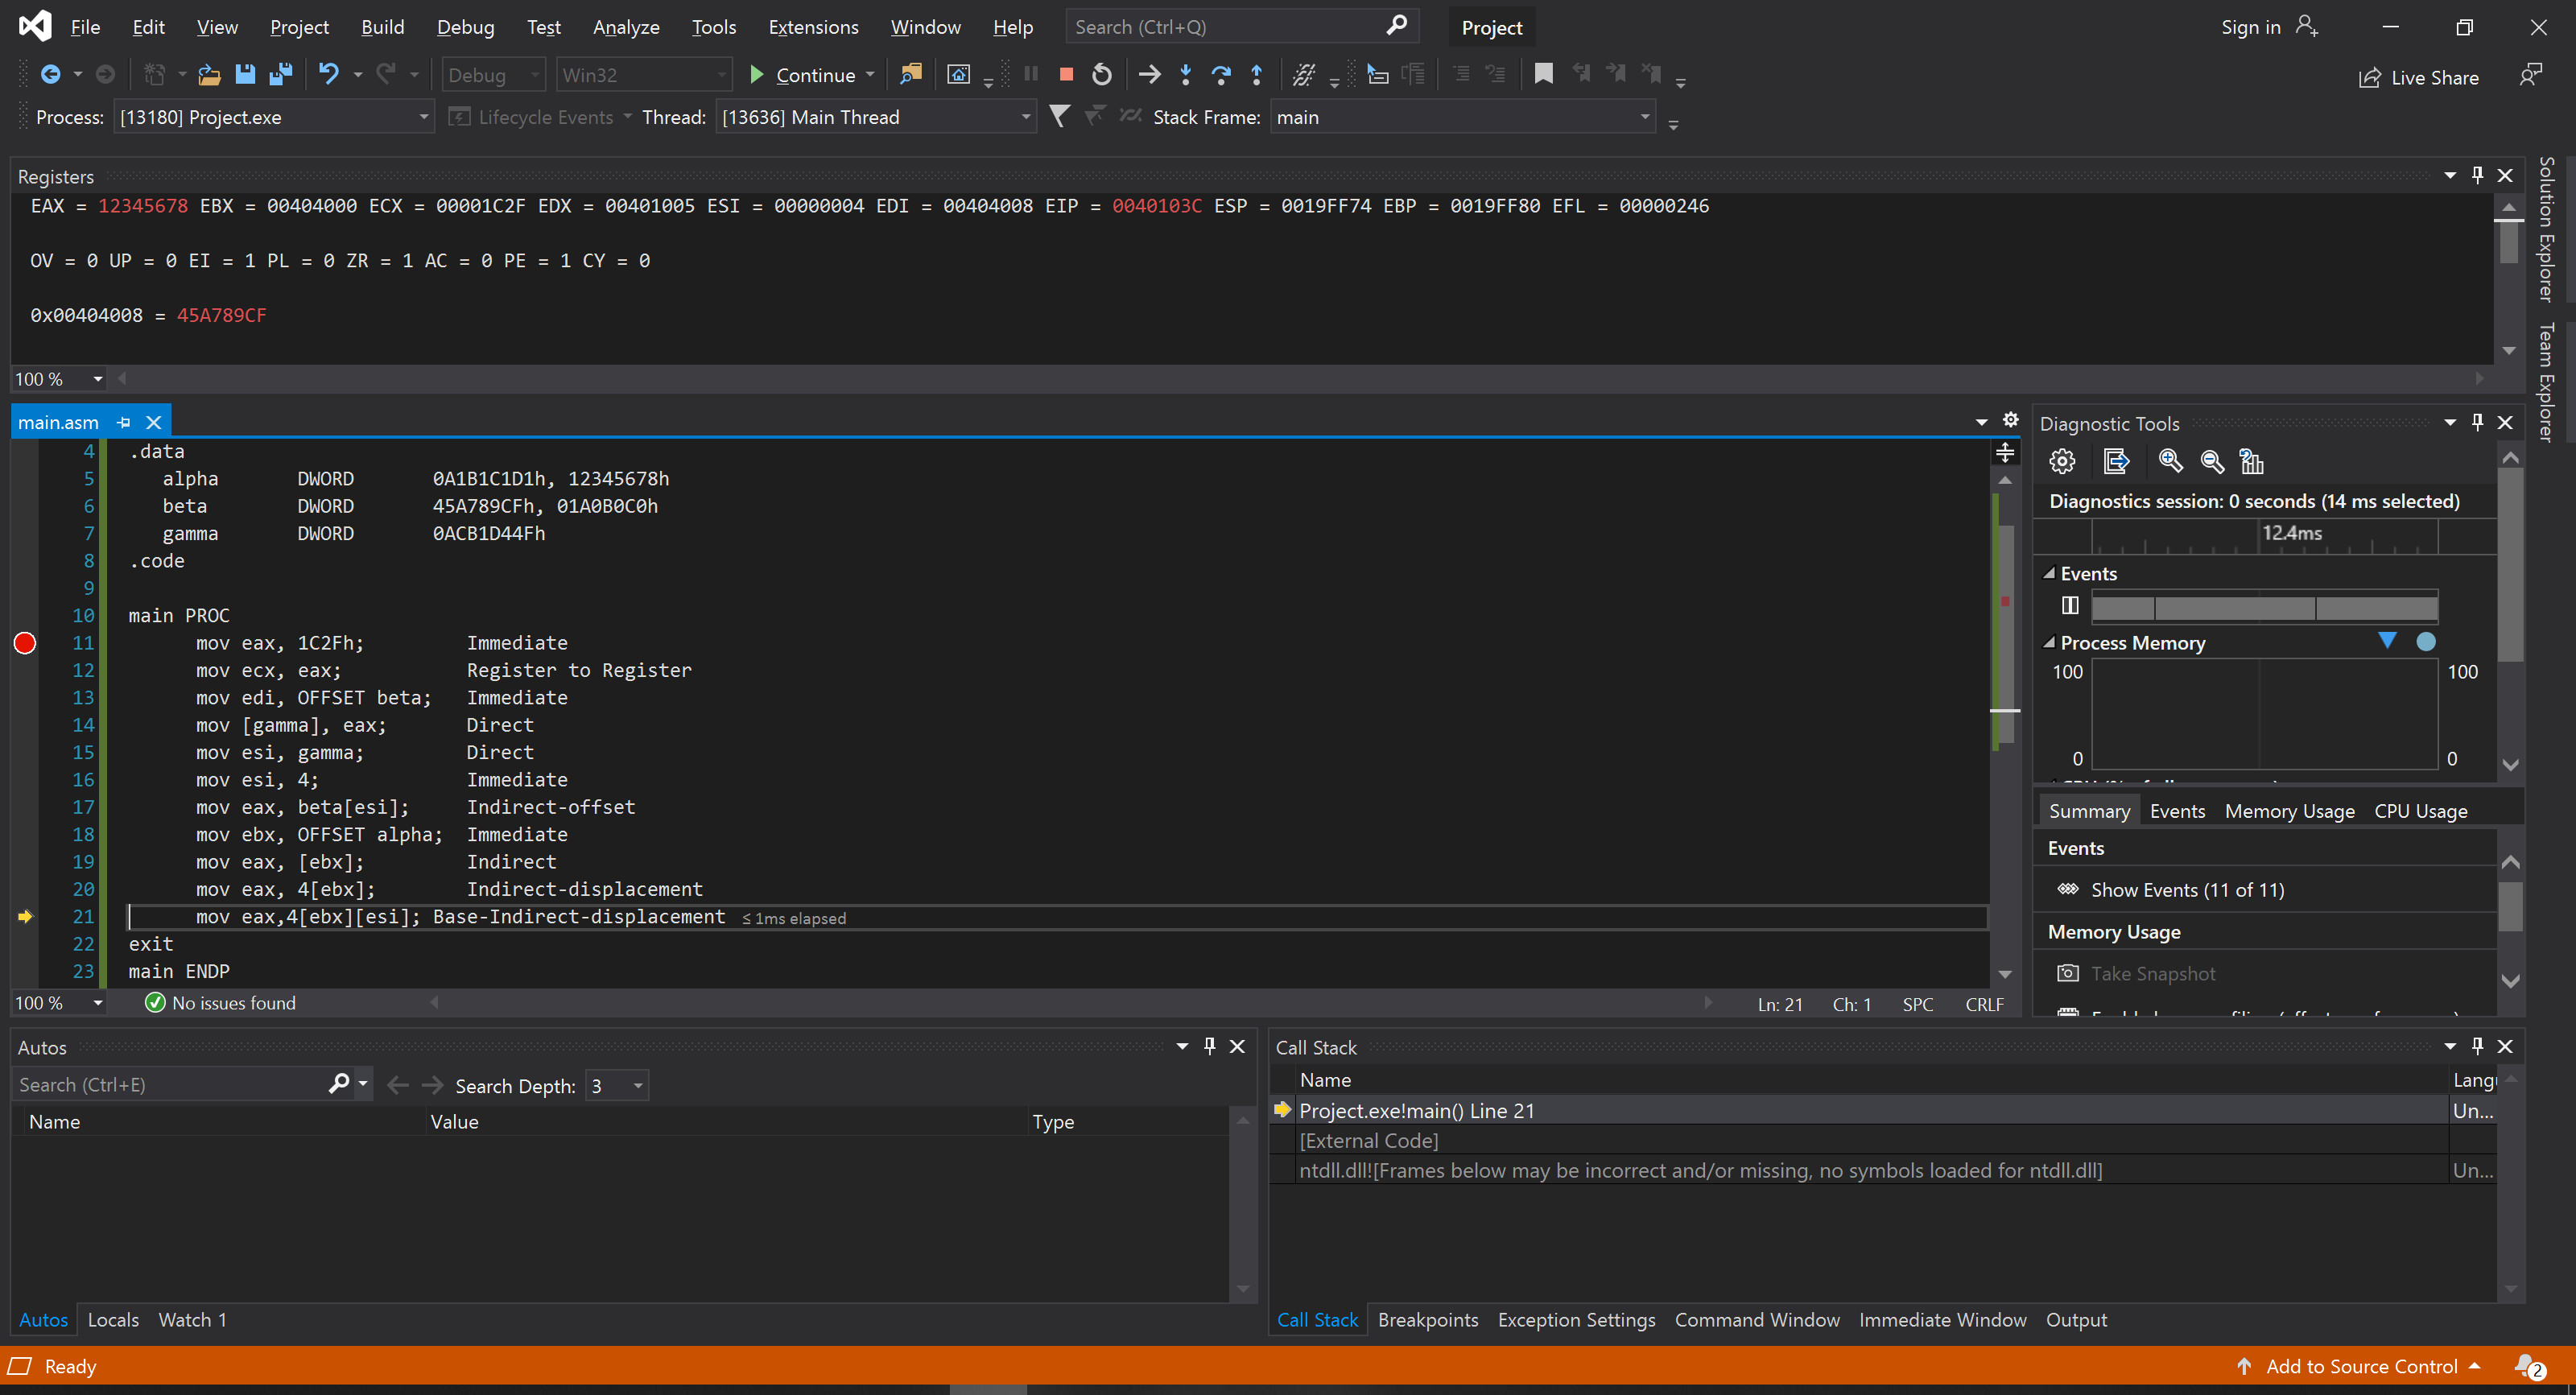 File Edit View Project Build Debug Test Analyze Tools Extensions Window Help Search (Ctrl+Q) Project Sign in
Debug Win32 Continue Live Share
Process: [13180] Project.exe Lifecycle Events Thread: [13636] Main Thread Stack Frame: main
Registers
EAX = 12345678 EBX = 00404000 ECX = 00001C2F EDX = 00401005 ESI = 00000004 EDI = 00404008 EIP = 0040103C ESP = 0019FF74 EBP = 0019FF80 EFL = 00000246
OV = 0 UP = 0 EI = 1 PL = 0 ZR = 1 AC = 0 PE = 1 CY = 0
0x00404008 = 45A789CF
100 %
Solution Explorer
Team Explorer
main.asm
4 .data
5 alpha DWORD 0A1B1C1D1h, 12345678h
6 beta DWORD 45A789CFh, 01A0B0C0h
7 gamma DWORD 0ACB1D44Fh
8 .code
9
10 main PROC
11 mov eax, 1C2Fh; Immediate
12 mov ecx, eax; Register to Register
13 mov edi, OFFSET beta; Immediate
14 mov [gamma], eax; Direct
15 mov esi, gamma; Direct
16 mov esi, 4; Immediate
17 mov eax, beta[esi]; Indirect-offset
18 mov ebx, OFFSET alpha; Immediate
19 mov eax, [ebx]; Indirect
20 mov eax, 4[ebx]; Indirect-displacement
21 mov eax,4[ebx][esi]; Base-Indirect-displacement ≤ 1ms elapsed
22 exit
23 main ENDP
100 % No issues found Ln: 21 Ch: 1 SPC CRLF
Diagnostic Tools
Diagnostics session: 0 seconds (14 ms selected)
12.4ms
Events
Process Memory
100 100
0 0
Summary Events Memory Usage CPU Usage
Events
Show Events (11 of 11)
Memory Usage
Take Snapshot
Autos
Search (Ctrl+E) Search Depth: 3
Name Value Type
Autos Locals Watch 1
Call Stack
Name Langu
Project.exe!main() Line 21 Un...
[External Code]
ntdll.dll![Frames below may be incorrect and/or missing, no symbols loaded for ntdll.dll] Un...
Call Stack Breakpoints Exception Settings Command Window Immediate Window Output
Ready Add to Source Control 2